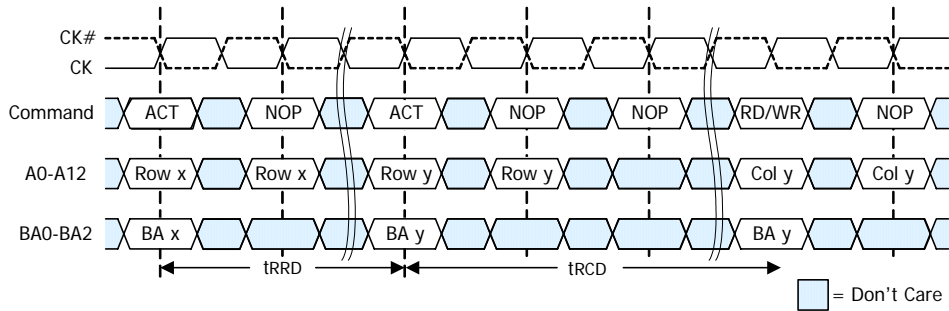 CK#
CK
Command ACT NOP ACT NOP NOP RD/WR NOP
A0-A12 Row x Row x Row y Row y Col y Col y
BA0-BA2 BA x BA y BA y
tRRD tRCD
= Don't Care